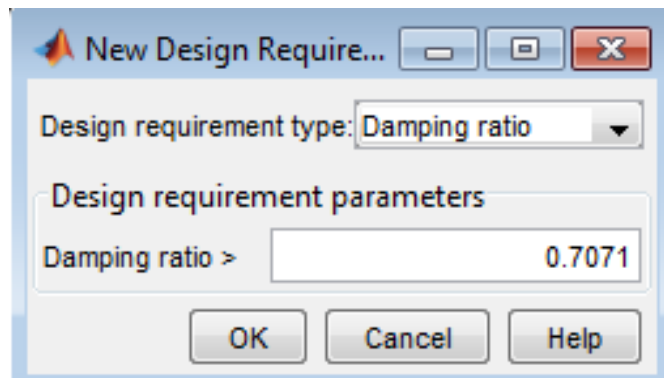 New Design Require...
Design requirement type: Damping ratio
Design requirement parameters
Damping ratio > 0.7071
OK Cancel Help